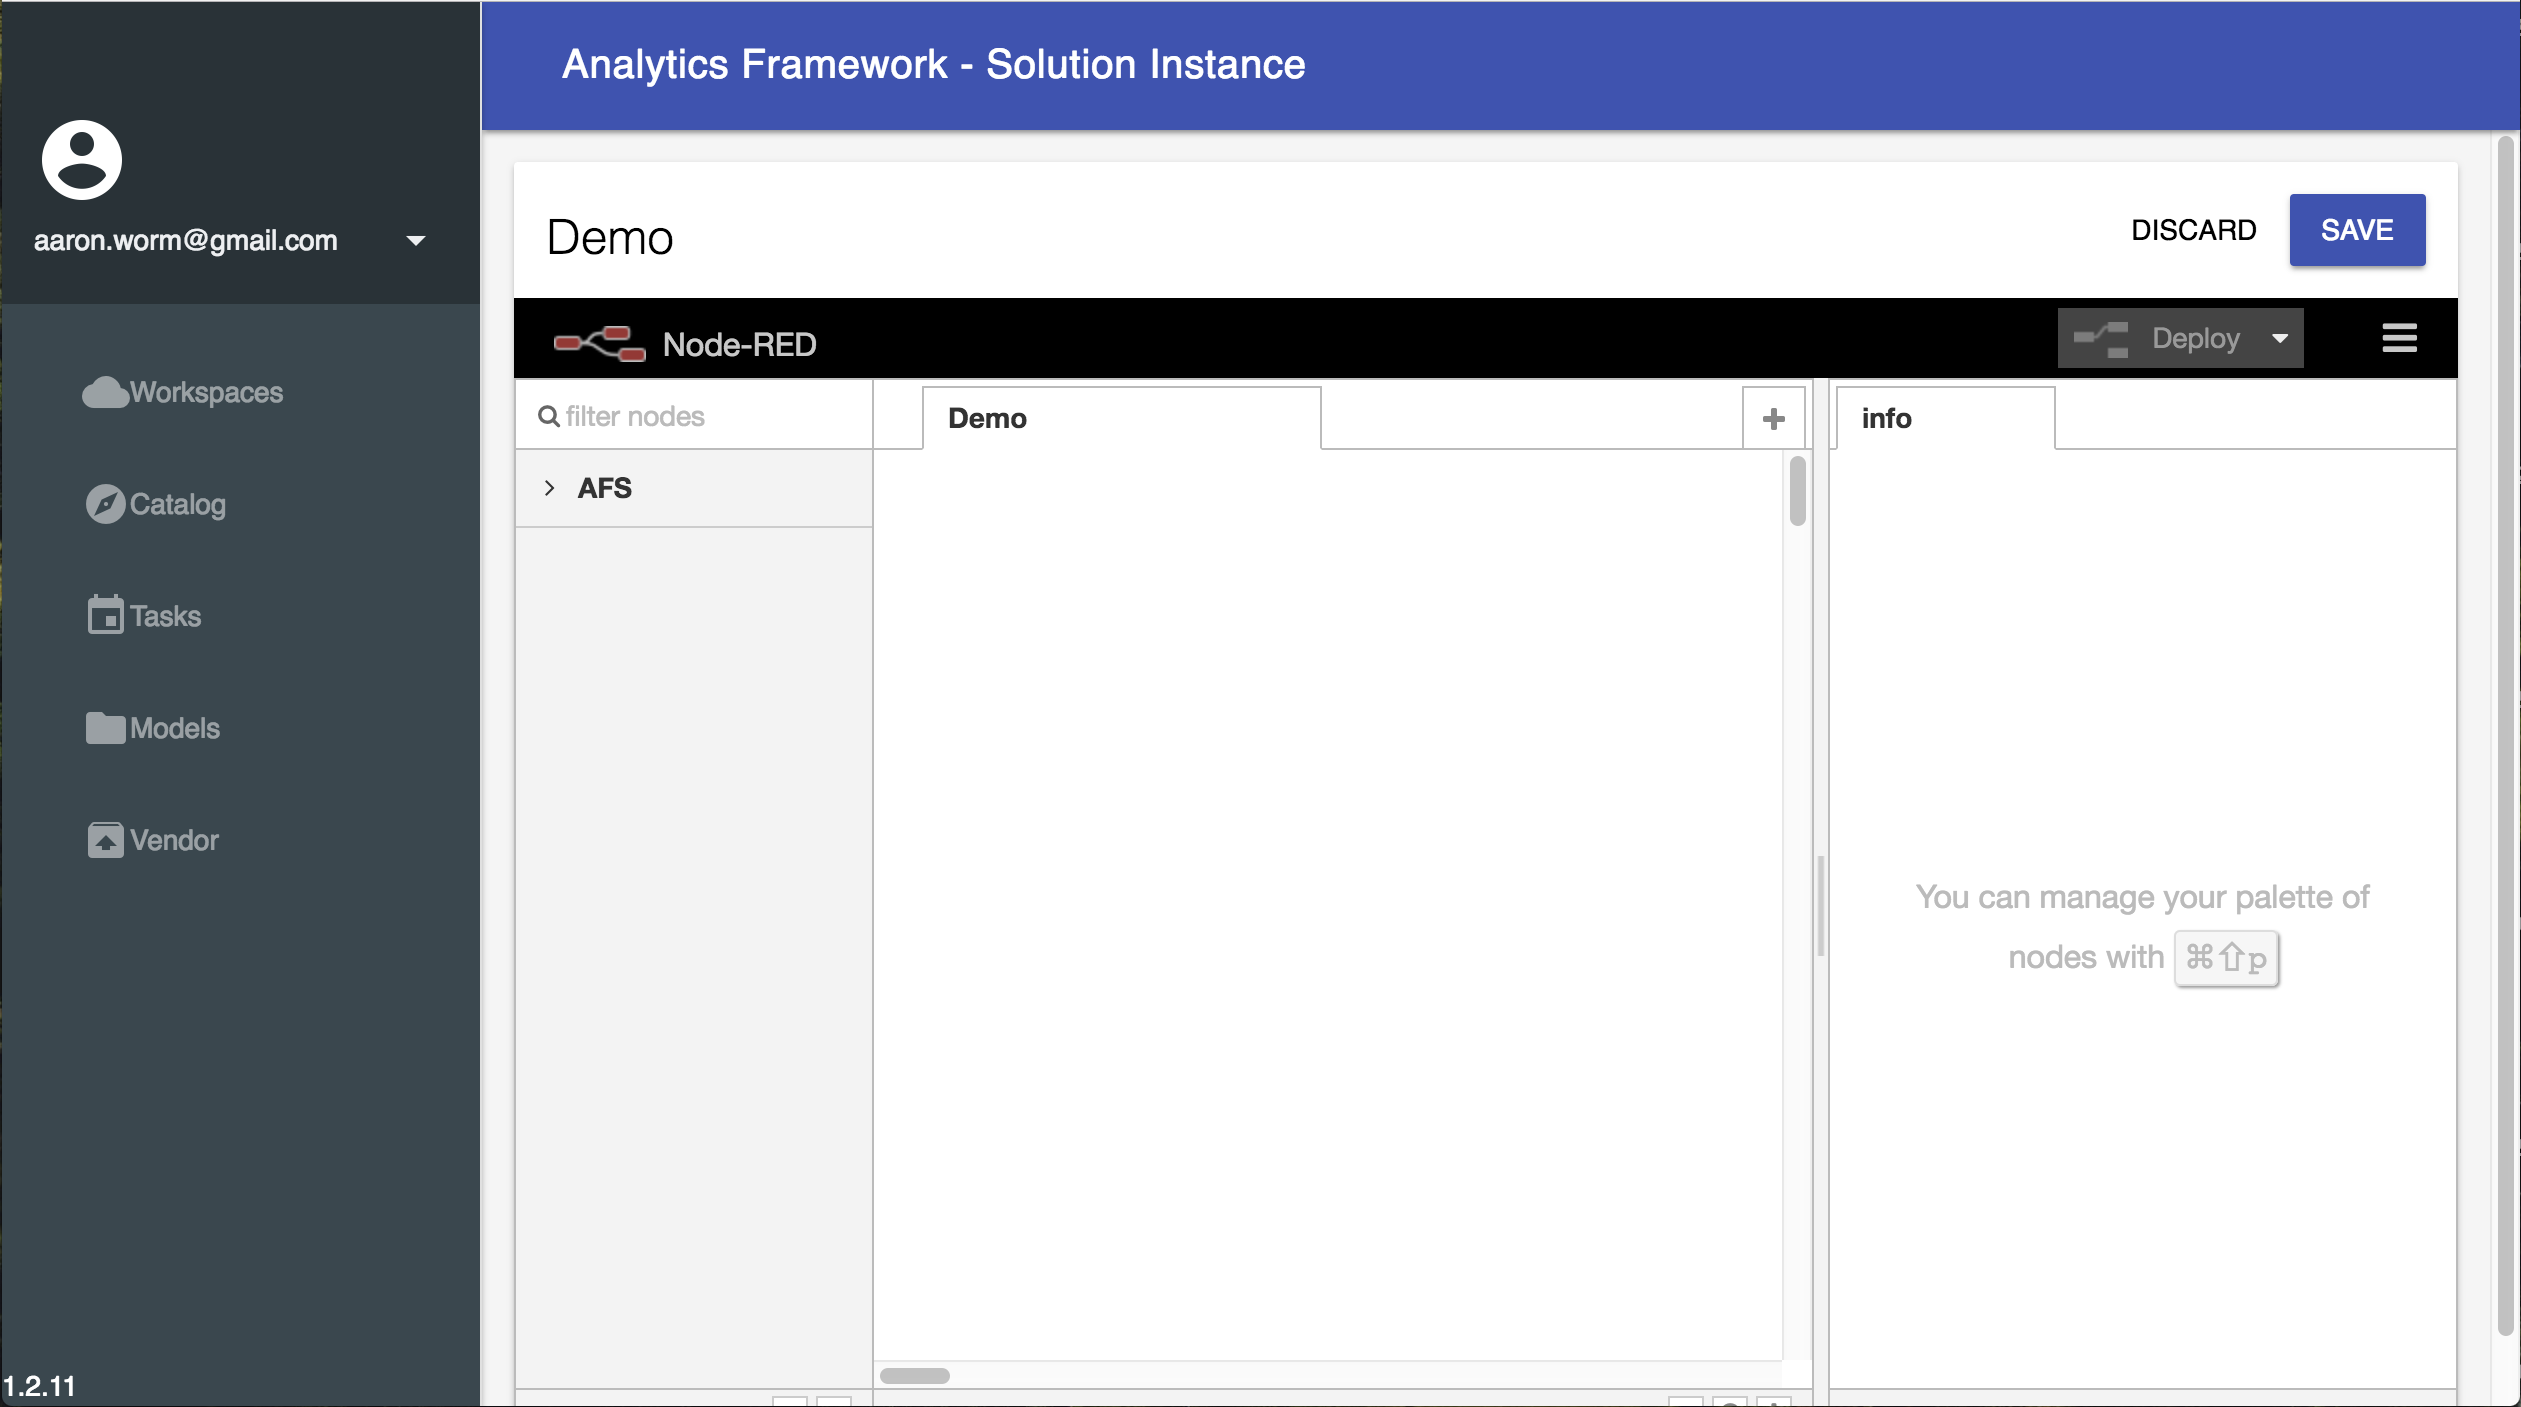 Analytics Framework - Solution Instance
aaron.worm@gmail.com
Workspaces
Catalog
Tasks
Models
Vendor
1.2.11
Demo
DISCARD
SAVE
Node-RED
Deploy
filter nodes
AFS
Demo
info
You can manage your palette of
nodes with ⌘⇧p